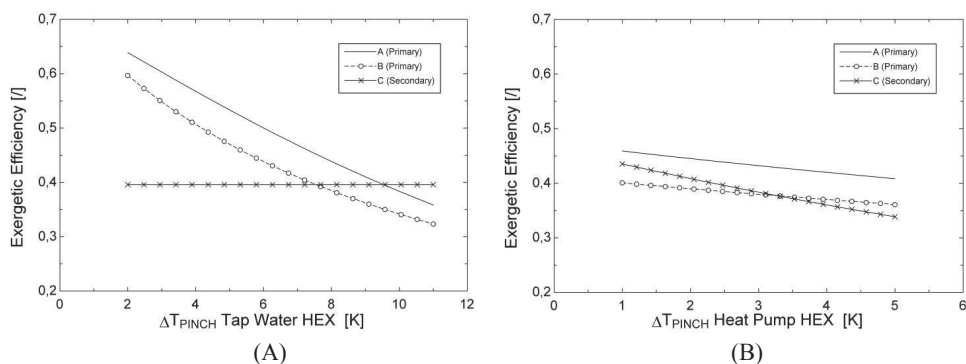 0,7
0,6
0,5
0,4
0,3
0,2
Exergetic Efficiency [/]
A (Primary)
B (Primary)
C (Secondary)
0 2 4 6 8 10 12
ΔT_PINCH Tap Water HEX [K]
(A)
0,7
0,6
0,5
0,4
0,3
0,2
Exergetic Efficiency [/]
A (Primary)
B (Primary)
C (Secondary)
0 1 2 3 4 5 6
ΔT_PINCH Heat Pump HEX [K]
(B)